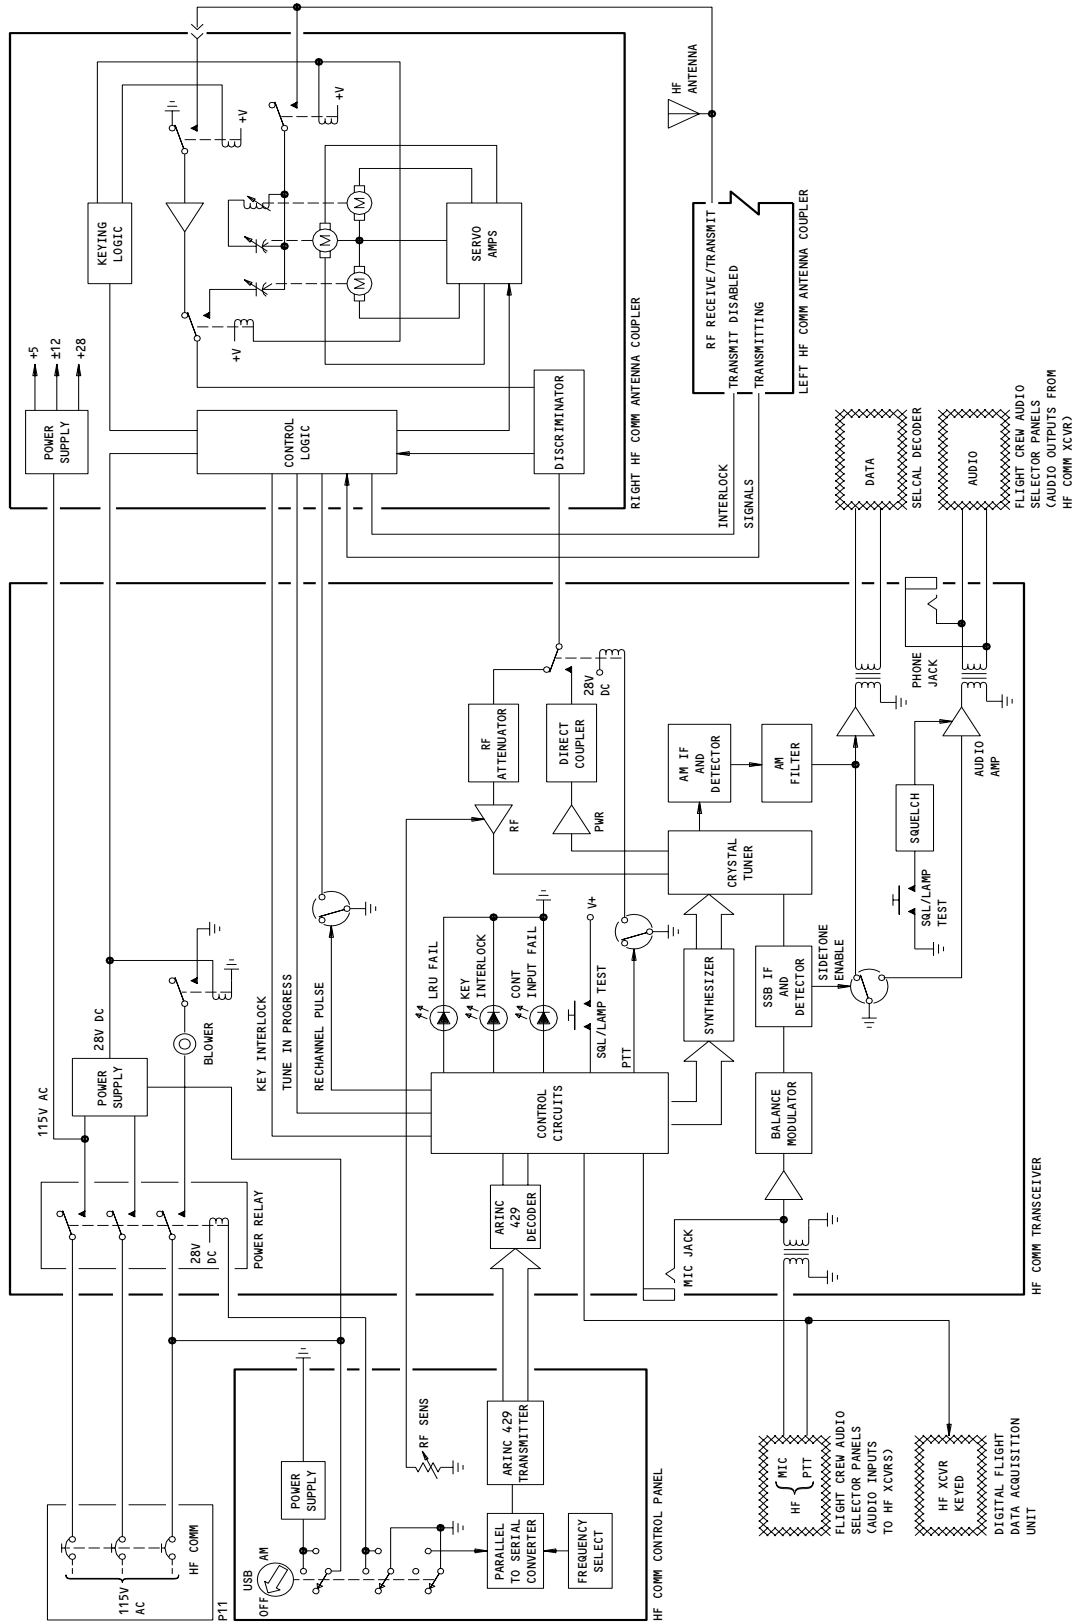 115V
AC
HF COMM
P11
OFF
USB
AM
POWER
SUPPLY
RF SENS
PARALLEL
TO SERIAL
CONVERTER
FREQUENCY
SELECT
ARINC 429
TRANSMITTER
HF COMM CONTROL PANEL
HF
MIC
PTT
FLIGHT CREW AUDIO
SELECTOR PANELS
(AUDIO INPUTS
TO HF XCVRS)
HF XCVR
KEYED
DIGITAL FLIGHT
DATA ACQUISITION
UNIT
28V
DC
POWER RELAY
115V AC
POWER
SUPPLY
28V DC
BLOWER
KEY INTERLOCK
TUNE IN PROGRESS
RECHANNEL PULSE
ARINC
429
DECODER
CONTROL
CIRCUITS
LRU FAIL
KEY
INTERLOCK
CONT
INPUT FAIL
SQL/LAMP TEST
V+
PTT
MIC JACK
BALANCE
MODULATOR
SYNTHESIZER
SSB IF
AND
DETECTOR
SIDETONE
ENABLE
CRYSTAL
TUNER
RF
PWR
RF
ATTENUATOR
DIRECT
COUPLER
28V
DC
AM IF
AND
DETECTOR
AM
FILTER
SQL/LAMP
TEST
SQUELCH
AUDIO
AMP
PHONE
JACK
HF COMM TRANSCEIVER
POWER
SUPPLY
+5
±12
+28
KEYING
LOGIC
CONTROL
LOGIC
+V
+V
+V
M
M
M
SERVO
AMPS
DISCRIMINATOR
RIGHT HF COMM ANTENNA COUPLER
HF
ANTENNA
INTERLOCK
SIGNALS
RF RECEIVE/TRANSMIT
TRANSMIT DISABLED
TRANSMITTING
LEFT HF COMM ANTENNA COUPLER
DATA
SELCAL DECODER
AUDIO
FLIGHT CREW AUDIO
SELECTOR PANELS
(AUDIO OUTPUTS FROM
HF COMM XCVR)